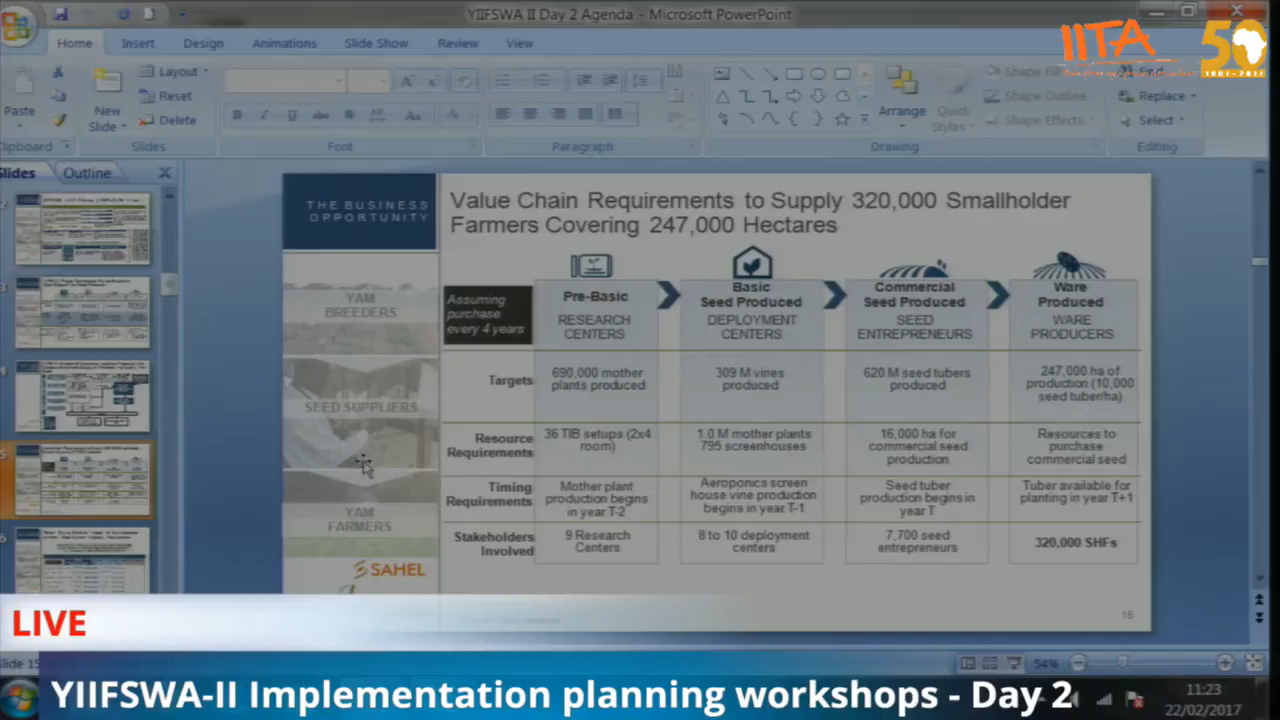 YIIFSWA II Day 2 Agenda - Microsoft PowerPoint
Home
Insert
Design
Animations
Slide Show
Review
View
Paste
New
Slide
Layout
Reset
Delete
Arrange
Quick
Styles
Shape Outline
Shape Effects
Replace
Select
Clipboard
Slides
Font
Paragraph
Drawing
Editing
IITA
50
Slides
Outline
THE BUSINESS
OPPORTUNITY
Value Chain Requirements to Supply 320,000 Smallholder
Farmers Covering 247,000 Hectares
YAM
BREEDERS
SEED SUPPLIERS
YAM
FARMERS
SAHEL
Assuming
purchase
every 4 years
Pre-Basic
RESEARCH
CENTERS
Basic
Seed Produced
DEPLOYMENT
CENTERS
Commercial
Seed Produced
SEED
ENTREPRENEURS
Ware
Produced
WARE
PRODUCERS
Targets
690,000 mother
plants produced
309 M vines
produced
620 M seed tubers
produced
247,000 ha of
production (10,000
seed tuber/ha)
Resource
Requirements
36 TIB setups (2x4
room)
1.0 M mother plants
795 screenhouses
16,000 ha for
commercial seed
production
Resources to
purchase
commercial seed
Timing
Requirements
Mother plant
production begins
in year T-2
Aeroponics screen
house vine production
begins in year T-1
Seed tuber
production begins in
year T
Tuber available for
planting in year T+1
Stakeholders
Involved
9 Research
Centers
8 to 10 deployment
centers
7,700 seed
entrepreneurs
320,000 SHFs
16
3
4
5
6
LIVE
54%
YIIFSWA-II Implementation planning workshops - Day 2
11:23
22/02/2017